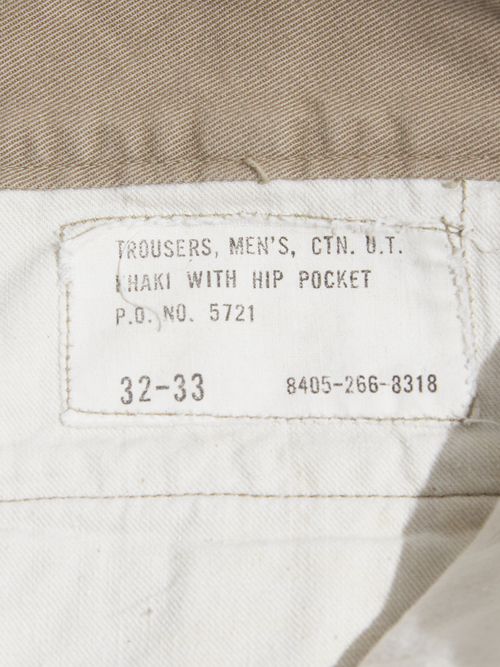 TROUSERS, MEN'S, CTN. U.T.
KHAKI WITH HIP POCKET
P.O. NO. 5721
32-33 8405-266-8318